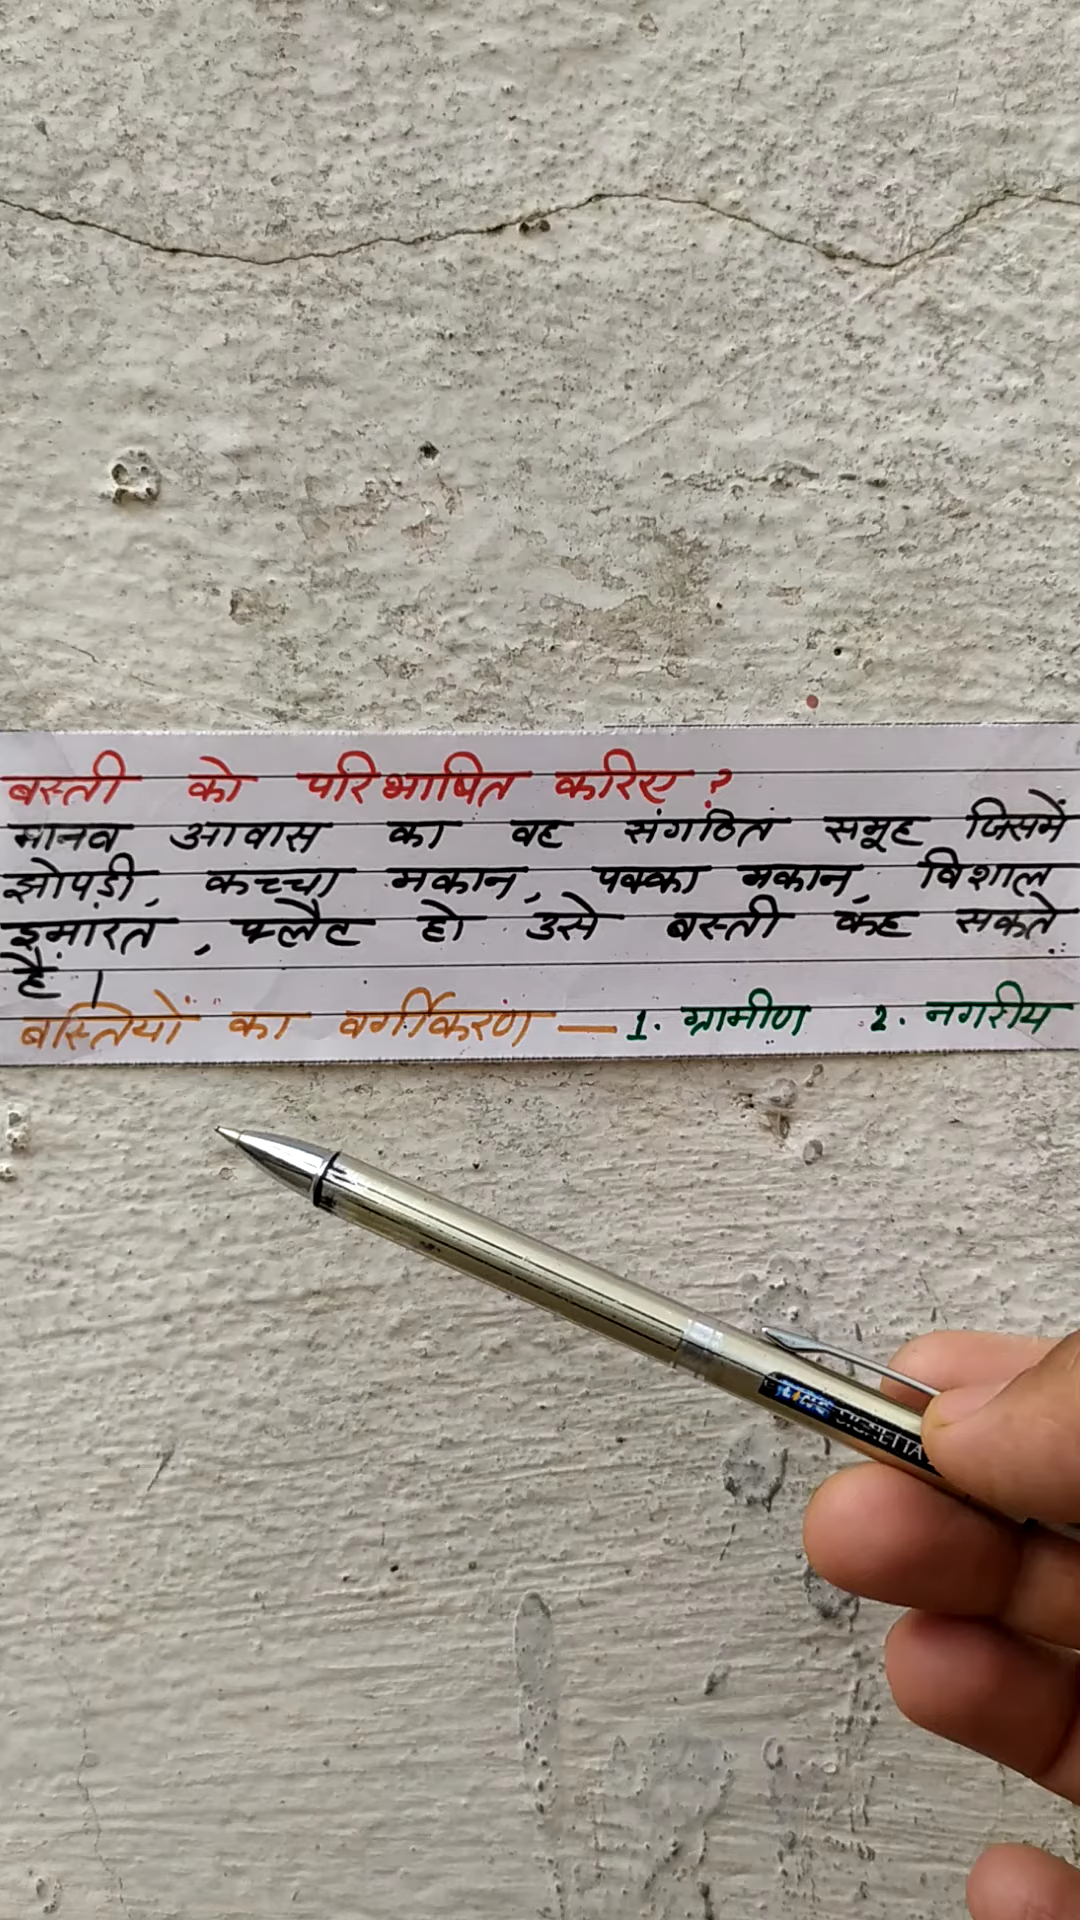 बस्ती को परिभाषित करिए ?
मानव आवास का वह संगठित समूह जिसमें
झोपड़ी, कच्चा मकान, पक्का मकान, विशाल
इमारत, फ्लैट हो उसे बस्ती कह सकते
हैं।
बस्तियों का वर्गीकरण — 1. ग्रामीण 2. नगरीय